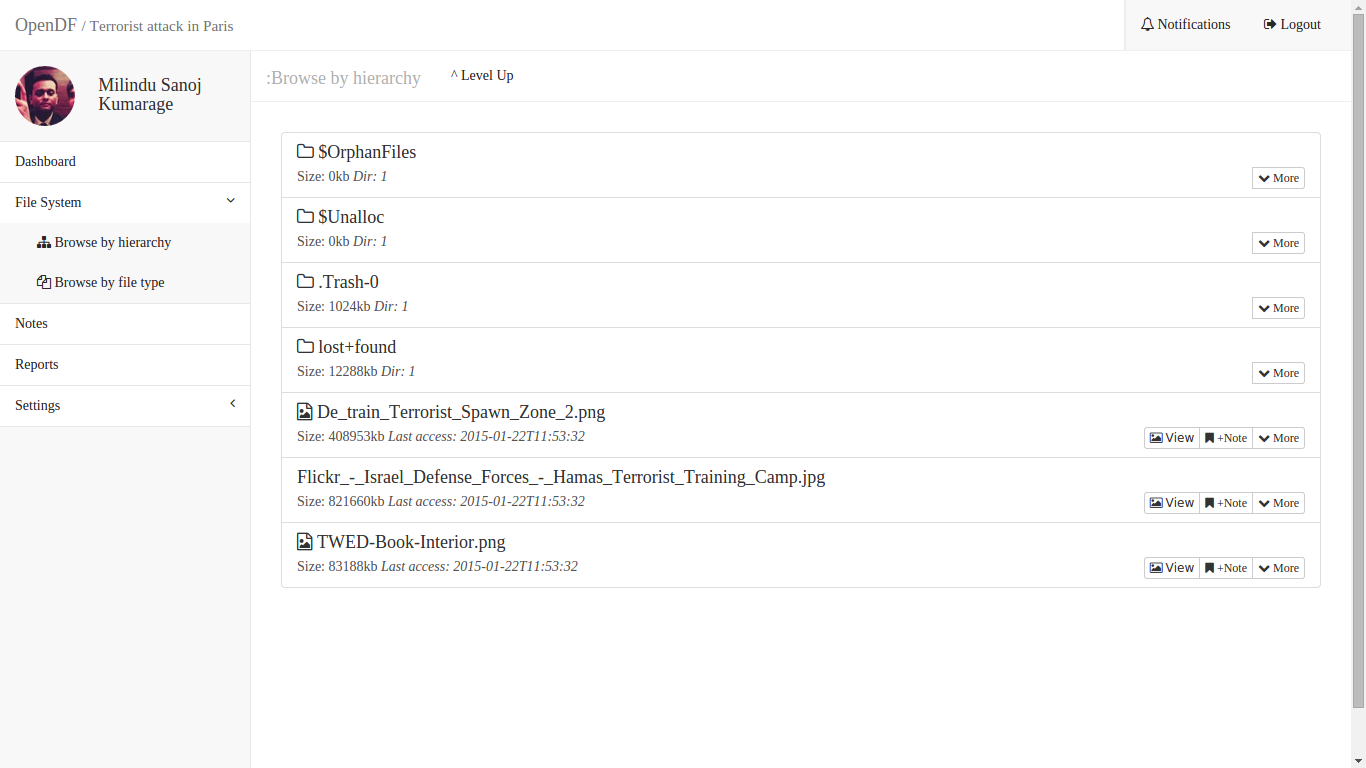 OpenDF / Terrorist attack in Paris
Notifications
Logout
Milindu Sanoj
Kumarage
:Browse by hierarchy
^ Level Up
Dashboard
File System
Browse by hierarchy
Browse by file type
Notes
Reports
Settings
$OrphanFiles
Size: 0kb Dir: 1
More
$Unalloc
Size: 0kb Dir: 1
More
.Trash-0
Size: 1024kb Dir: 1
More
lost+found
Size: 12288kb Dir: 1
More
De_train_Terrorist_Spawn_Zone_2.png
Size: 408953kb Last access: 2015-01-22T11:53:32
View +Note More
Flickr_-_Israel_Defense_Forces_-_Hamas_Terrorist_Training_Camp.jpg
Size: 821660kb Last access: 2015-01-22T11:53:32
View +Note More
TWED-Book-Interior.png
Size: 83188kb Last access: 2015-01-22T11:53:32
View +Note More